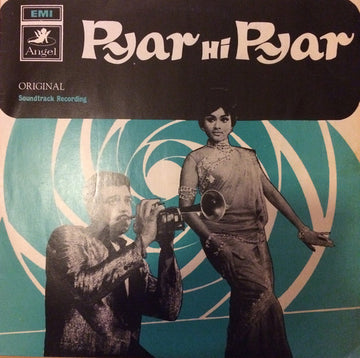 EMI
Angel
Pyar Hi Pyar
ORIGINAL
Soundtrack Recording